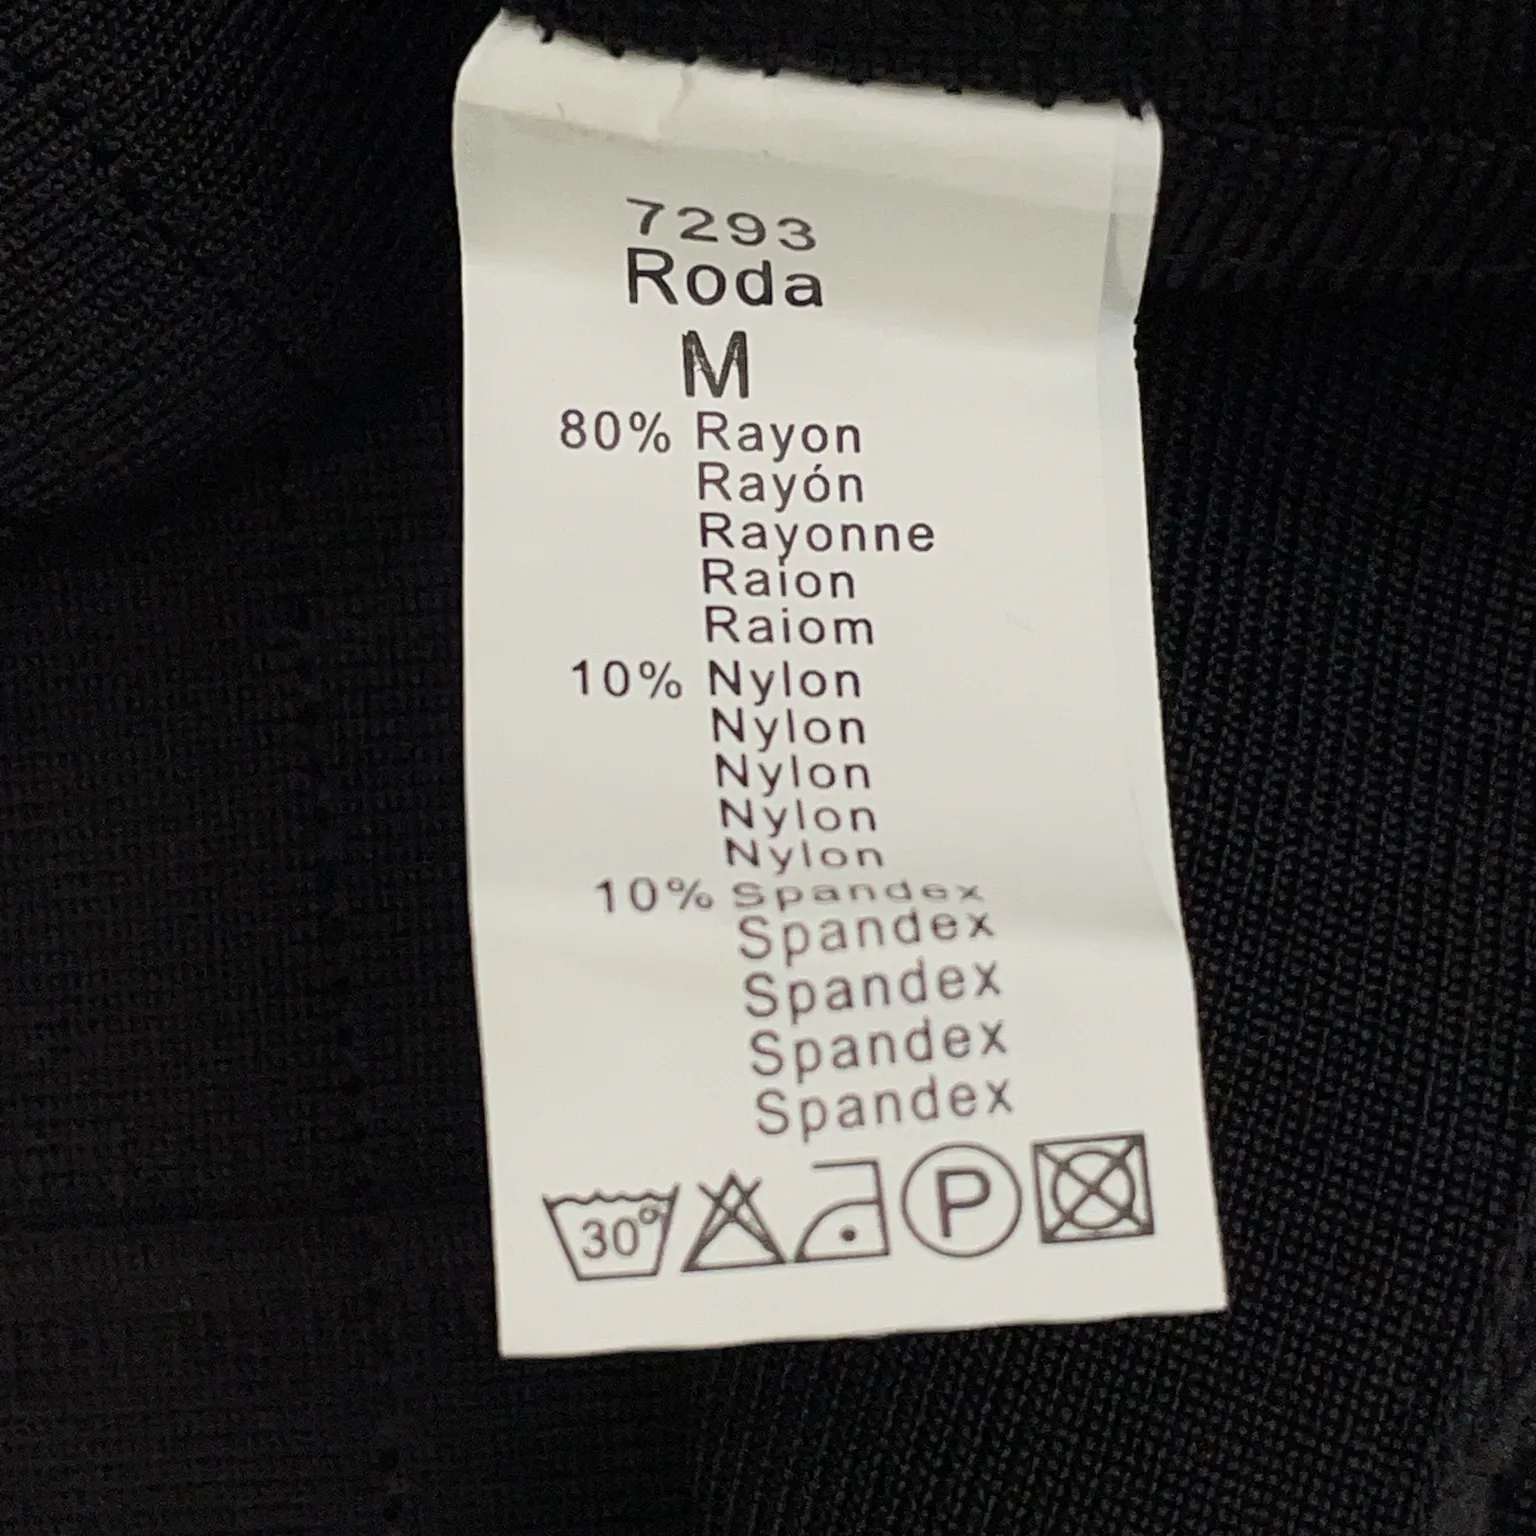 7293
Roda
M
80% Rayon
Rayón
Rayonne
Raion
Raiom
10% Nylon
Nylon
Nylon
Nylon
Nylon
10% Spandex
Spandex
Spandex
Spandex
Spandex
30° P